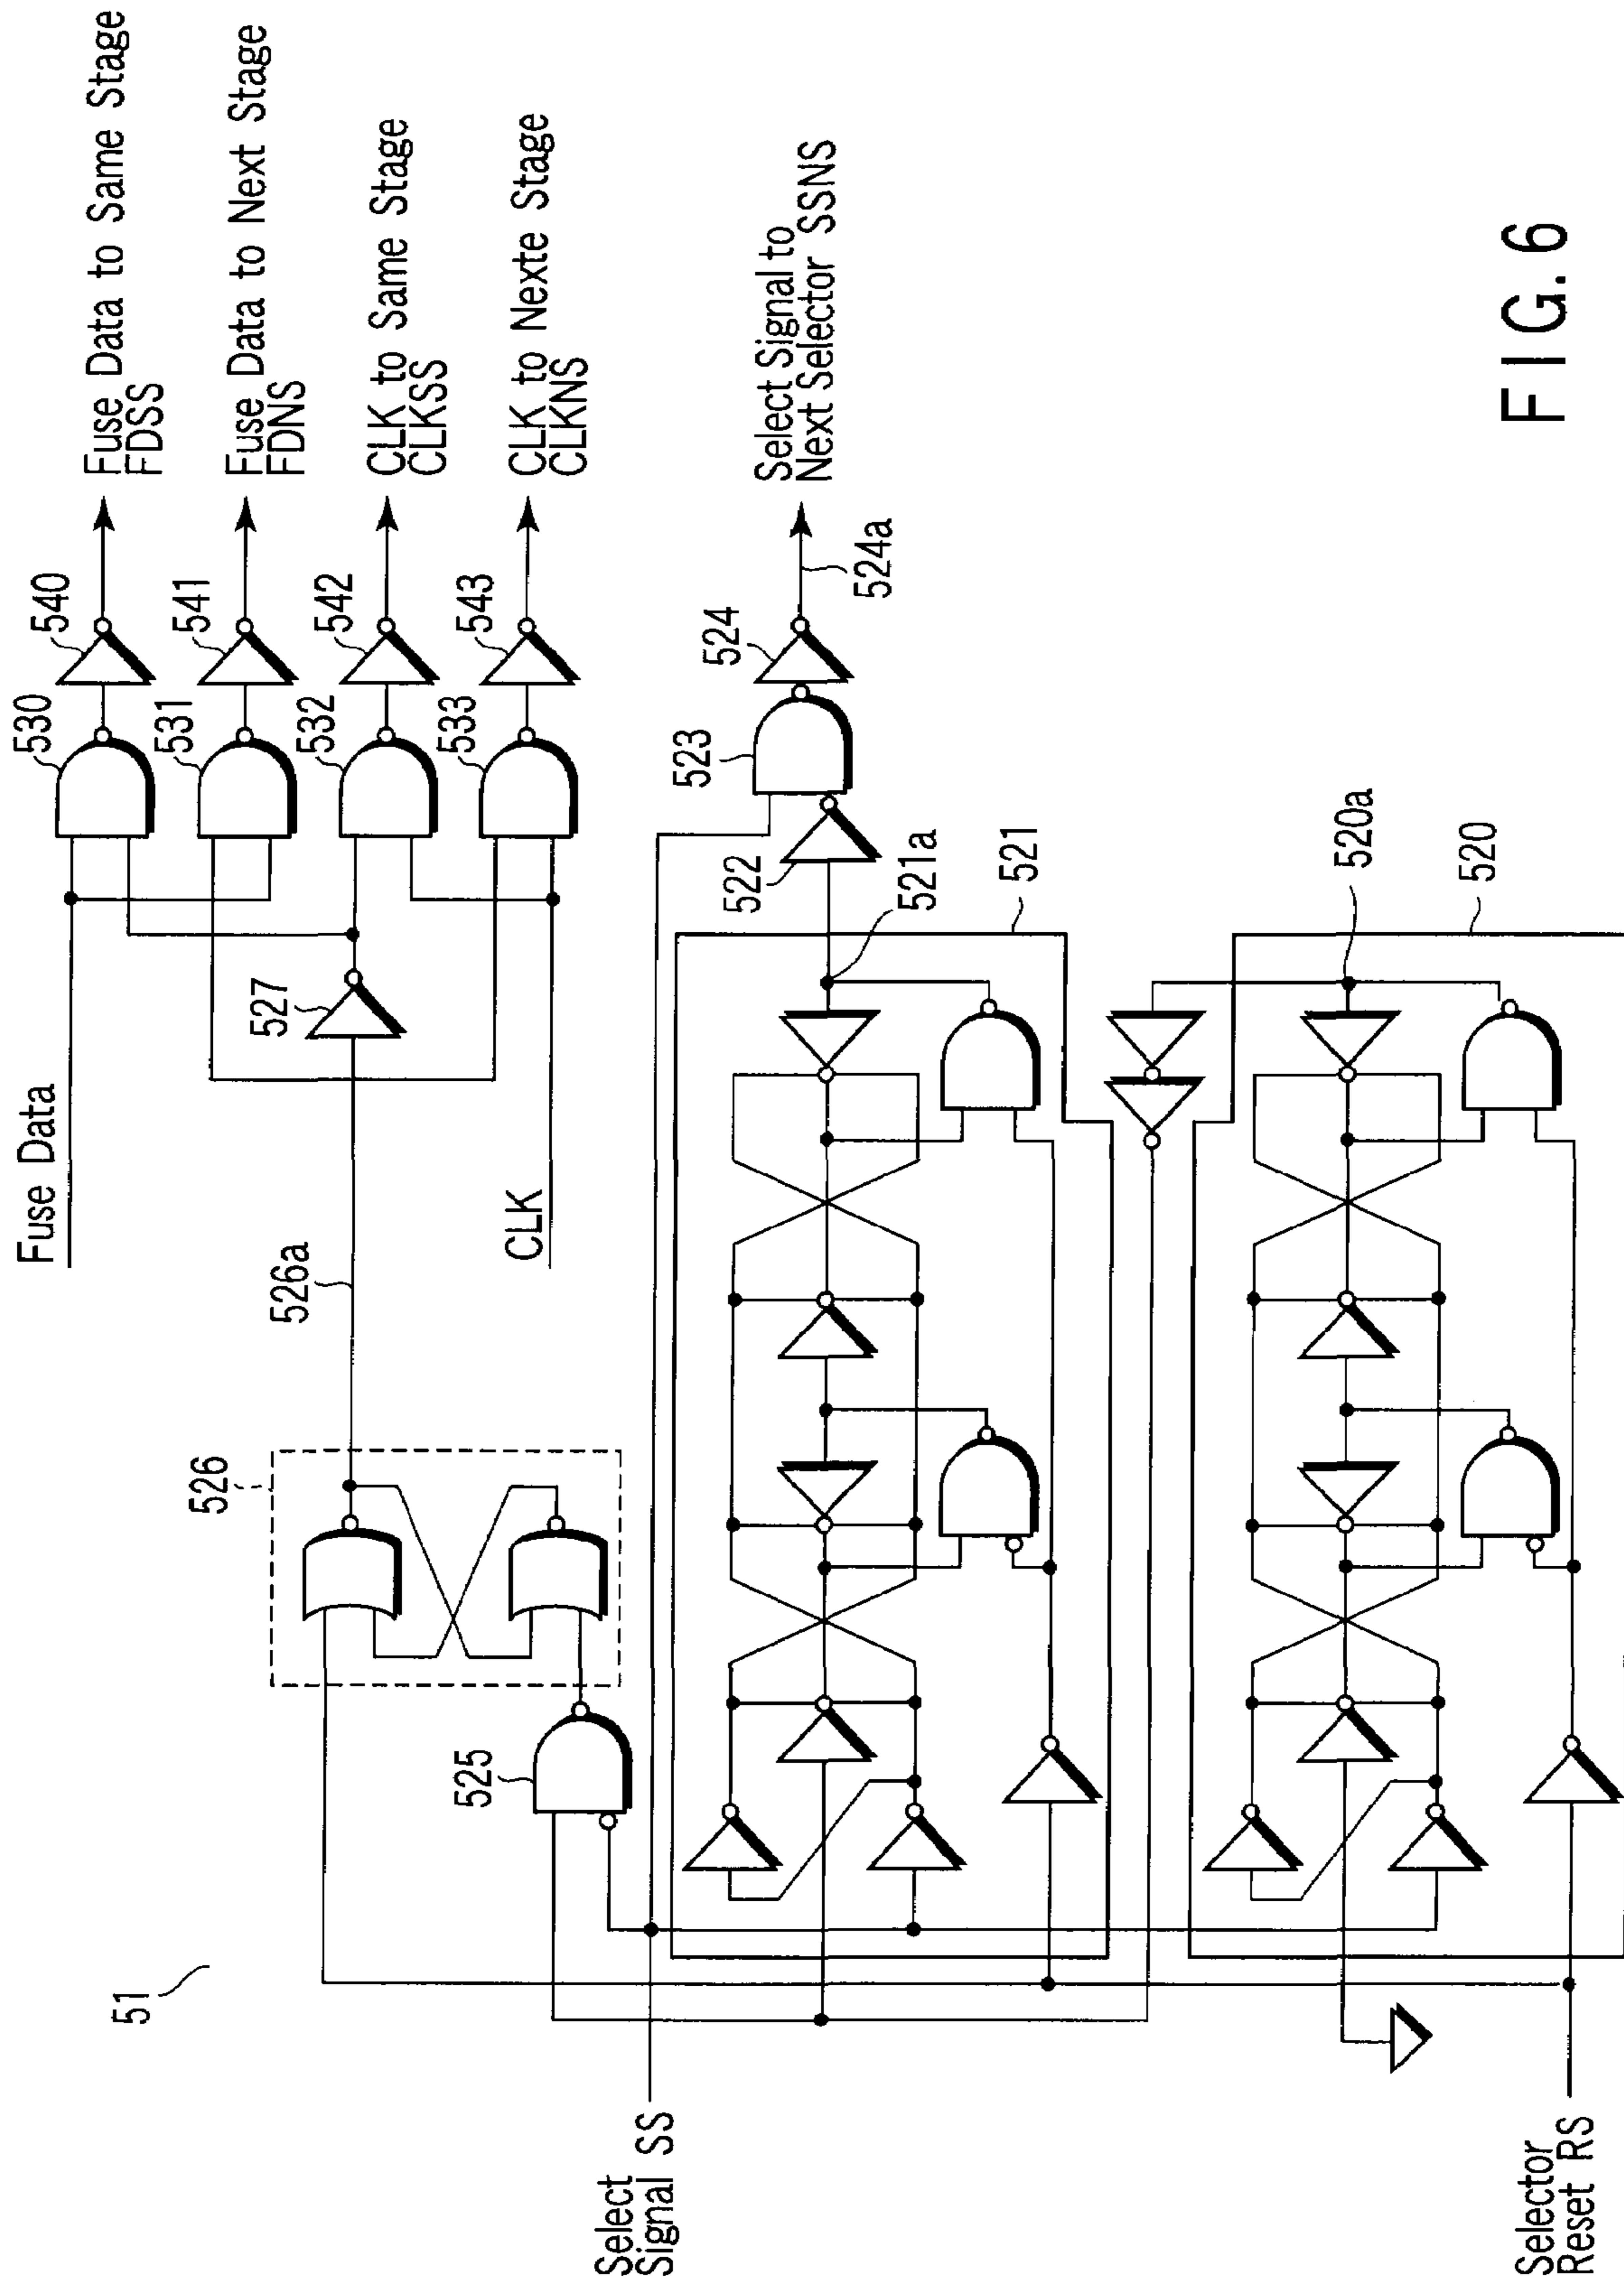 51
Fuse Data
CLK
526
526a
525
527
530
531
532
533
540
541
542
543
Fuse Data to Same Stage
FDSS
Fuse Data to Next Stage
FDNS
CLK to Same Stage
CLKSS
CLK to Nexte Stage
CLKNS
Select
Signal SS
522
523
524
524a
Select Signal to
Next Selector SSNS
521a
521
520a
520
Selector
Reset RS
FIG. 6